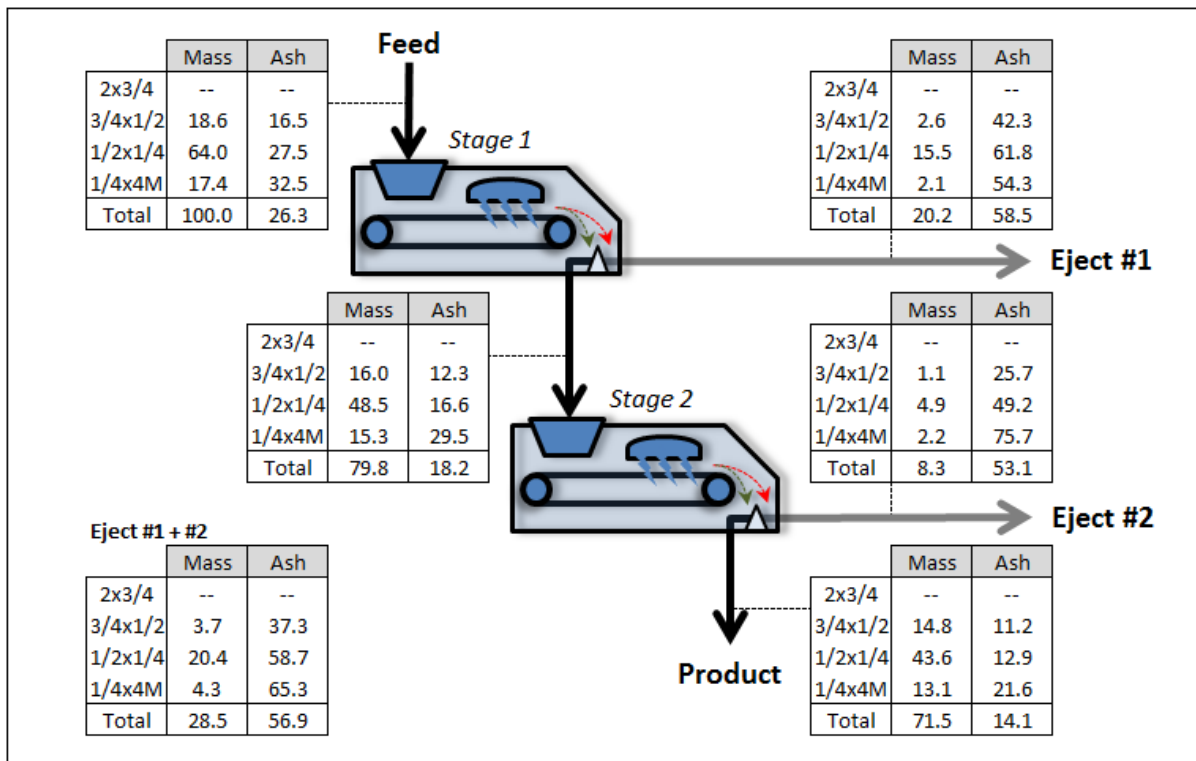 Feed
Mass Ash
2x3/4 -- --
3/4x1/2 18.6 16.5
1/2x1/4 64.0 27.5
1/4x4M 17.4 32.5
Total 100.0 26.3
Stage 1
Mass Ash
2x3/4 -- --
3/4x1/2 2.6 42.3
1/2x1/4 15.5 61.8
1/4x4M 2.1 54.3
Total 20.2 58.5
Eject #1
Mass Ash
2x3/4 -- --
3/4x1/2 16.0 12.3
1/2x1/4 48.5 16.6
1/4x4M 15.3 29.5
Total 79.8 18.2
Stage 2
Mass Ash
2x3/4 -- --
3/4x1/2 1.1 25.7
1/2x1/4 4.9 49.2
1/4x4M 2.2 75.7
Total 8.3 53.1
Eject #2
Eject #1 + #2
Mass Ash
2x3/4 -- --
3/4x1/2 3.7 37.3
1/2x1/4 20.4 58.7
1/4x4M 4.3 65.3
Total 28.5 56.9
Product
Mass Ash
2x3/4 -- --
3/4x1/2 14.8 11.2
1/2x1/4 43.6 12.9
1/4x4M 13.1 21.6
Total 71.5 14.1